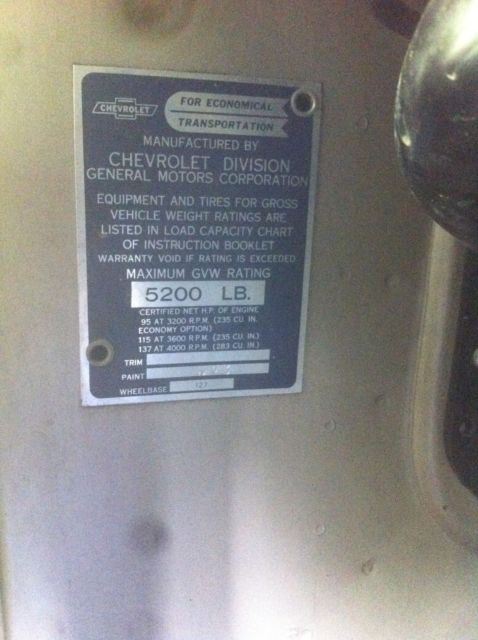 CHEVROLET
FOR ECONOMICAL
TRANSPORTATION
MANUFACTURED BY
CHEVROLET DIVISION
GENERAL MOTORS CORPORATION
EQUIPMENT AND TIRES FOR GROSS
VEHICLE WEIGHT RATINGS ARE
LISTED IN LOAD CAPACITY CHART
OF INSTRUCTION BOOKLET
WARRANTY VOID IF RATING IS EXCEEDED
MAXIMUM GVW RATING
5200 LB.
CERTIFIED NET H.P. OF ENGINE
95 AT 3200 R.P.M. (235 CU. IN.
ECONOMY OPTION)
115 AT 3600 R.P.M. (235 CU. IN.)
137 AT 4000 R.P.M. (283 CU. IN.)
TRIM
PAINT
WHEELBASE 127